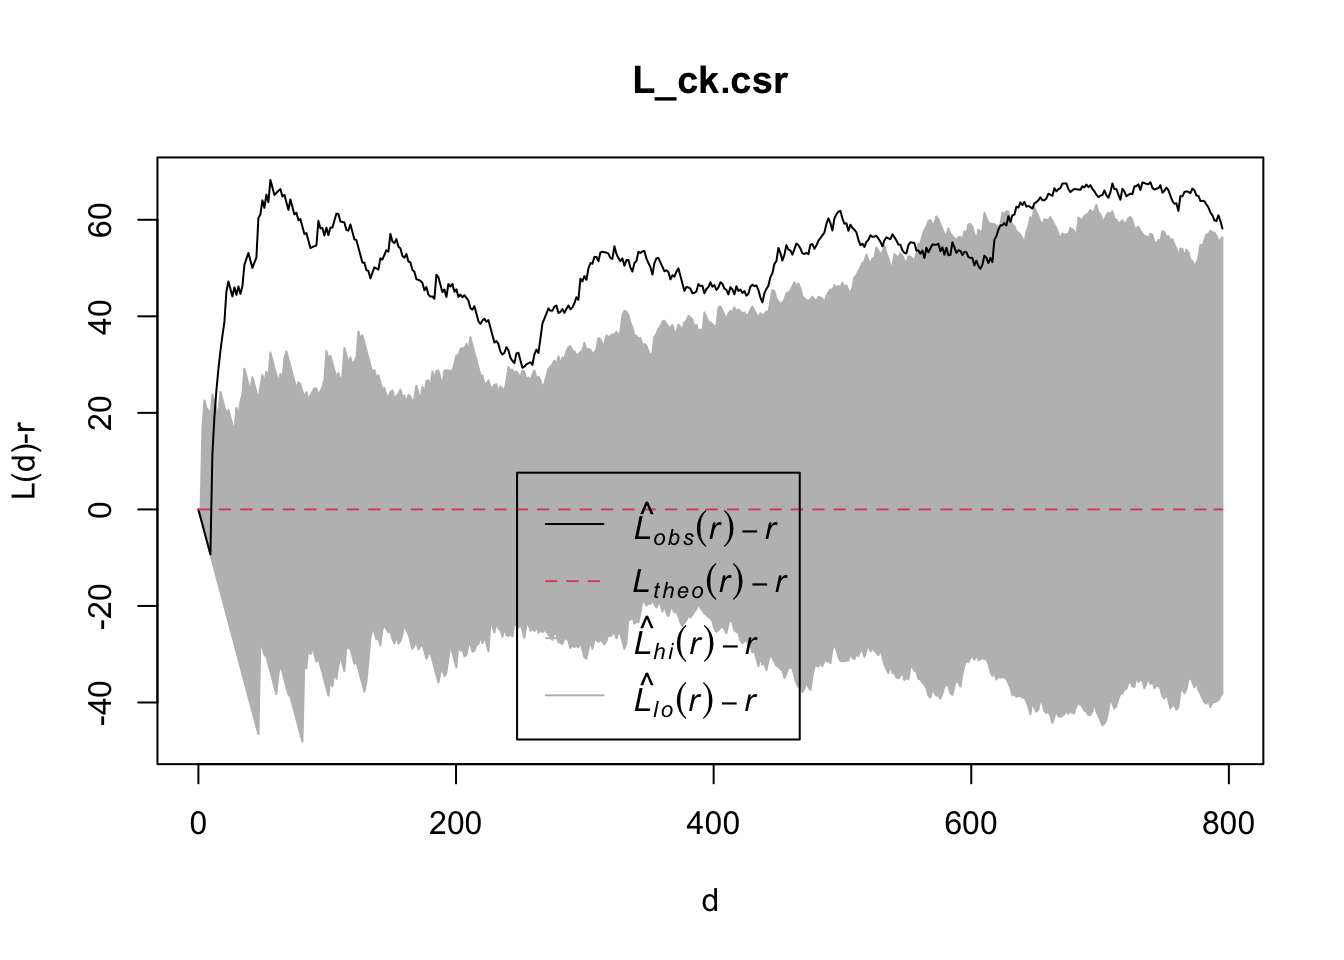 L_ck.csr
L(d)-r
60
40
20
0
-20
-40
L̂obs(r) − r
Ltheo(r) − r
L̂hi(r) − r
L̂lo(r) − r
0 200 400 600 800
d